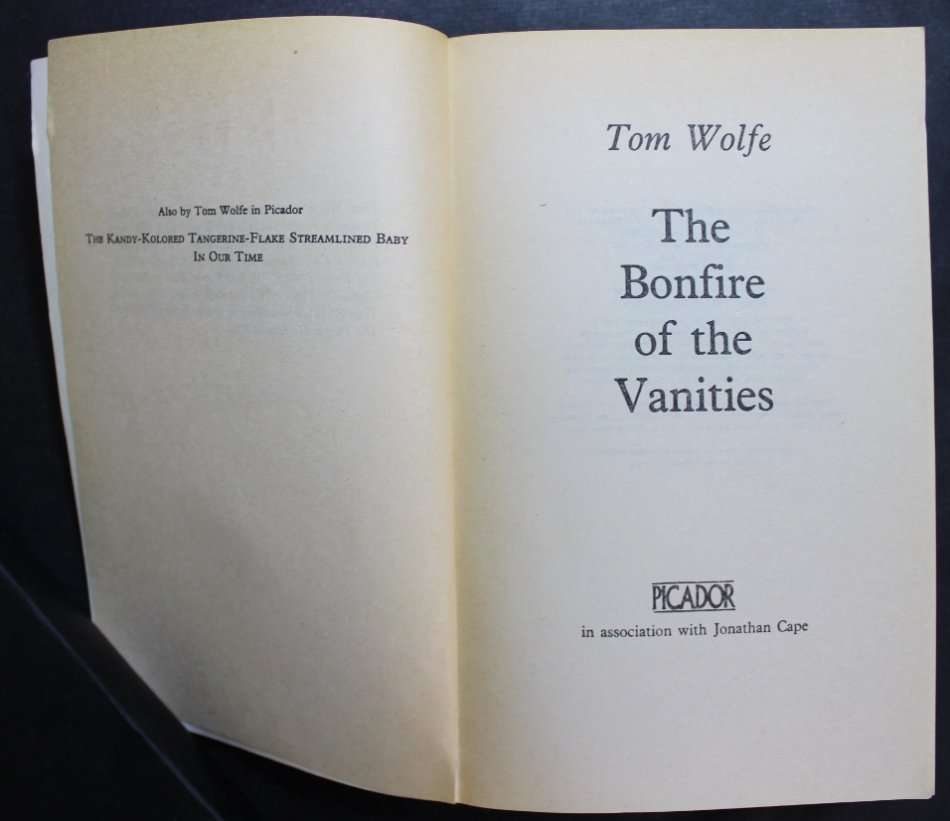 Also by Tom Wolfe in Picador
THE KANDY-KOLORED TANGERINE-FLAKE STREAMLINED BABY
IN OUR TIME
Tom Wolfe
The
Bonfire
of the
Vanities
PICADOR
in association with Jonathan Cape